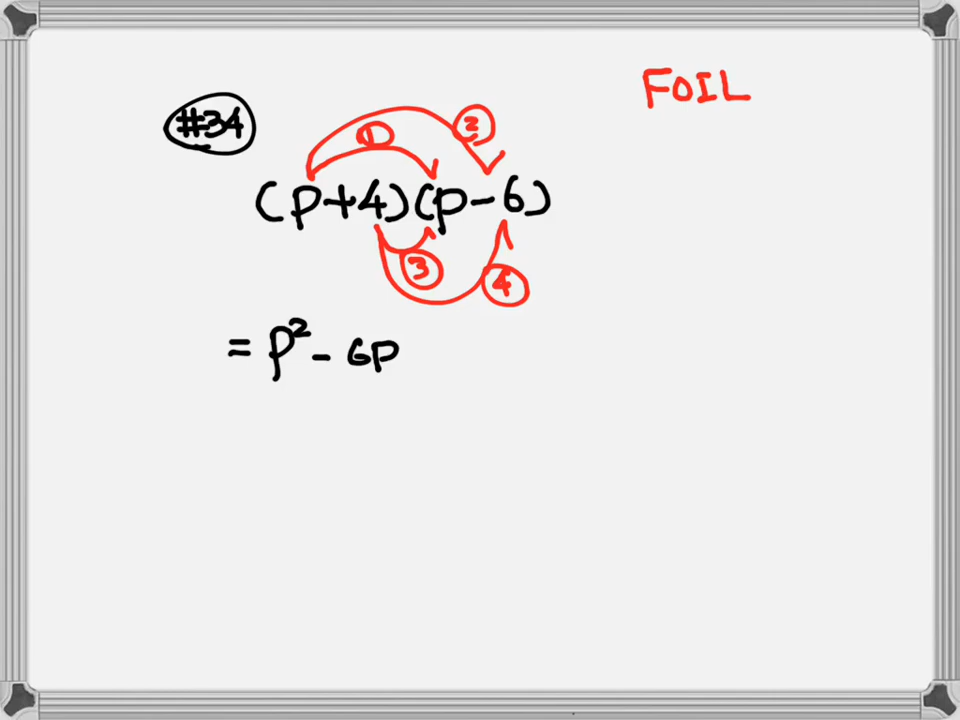 FOIL
#34
① ②
(p+4)(p-6)
③ ④
= p² - 6p